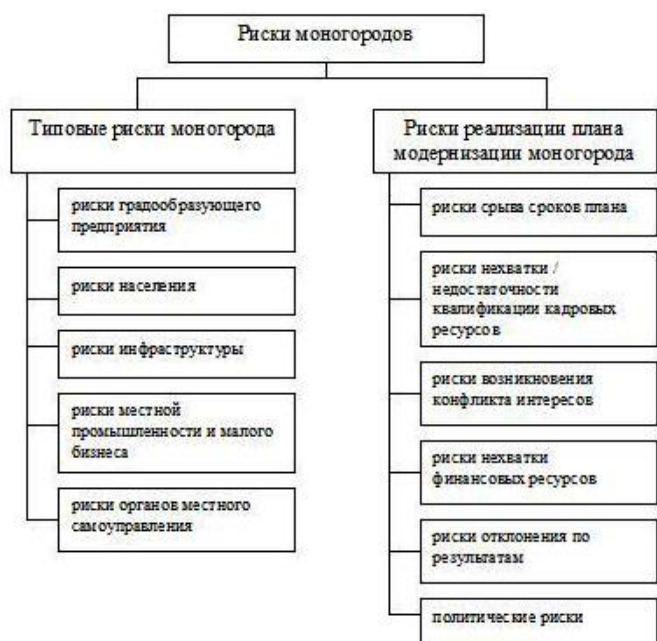 Риски моногородов
Типовые риски моногорода
риски градообразующего
предприятия
риски населения
риски инфраструктуры
риски местной
промышленности и малого
бизнеса
риски органов местного
самоуправления
Риски реализации плана
модернизации моногорода
риски срыва сроков плана
риски нехватки /
недостаточности
квалификации кадровых
ресурсов
риски возникновения
конфликта интересов
риски нехватки
финансовых ресурсов
риски отклонения по
результатам
политические риски